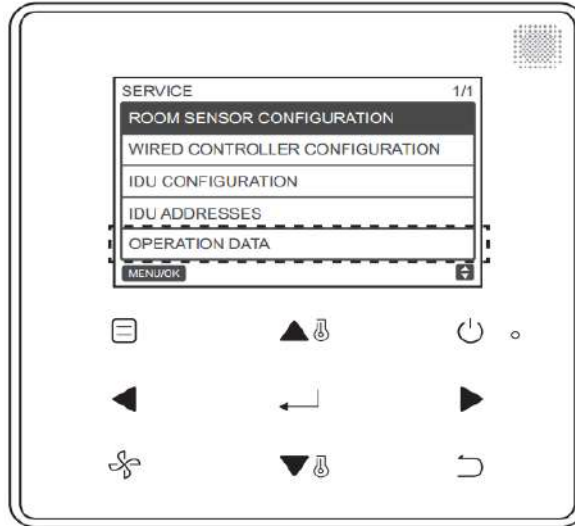 SERVICE 1/1
ROOM SENSOR CONFIGURATION
WIRED CONTROLLER CONFIGURATION
IDU CONFIGURATION
IDU ADDRESSES
OPERATION DATA
MENU/OK